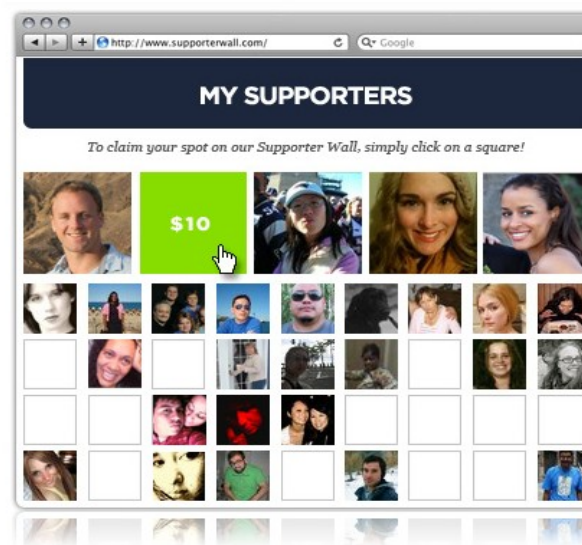 http://www.supporterwall.com/
Google
MY SUPPORTERS
To claim your spot on our Supporter Wall, simply click on a square!
$10